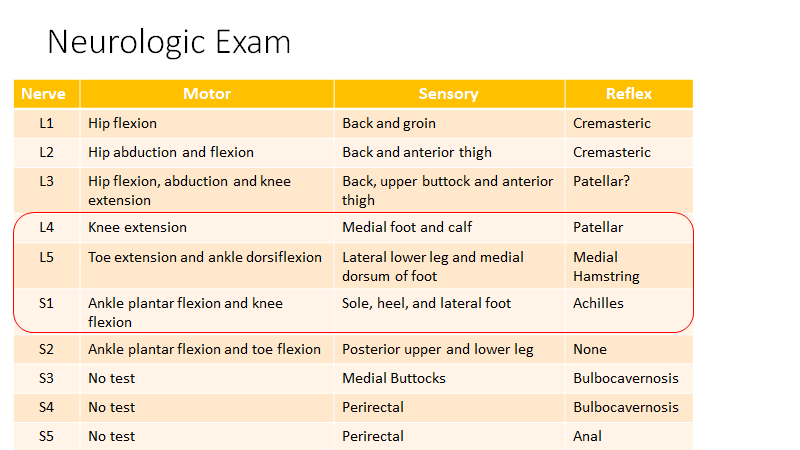 Neurologic Exam
Nerve Motor Sensory Reflex
L1 Hip flexion Back and groin Cremasteric
L2 Hip abduction and flexion Back and anterior thigh Cremasteric
L3 Hip flexion, abduction and knee extension Back, upper buttock and anterior thigh Patellar?
L4 Knee extension Medial foot and calf Patellar
L5 Toe extension and ankle dorsiflexion Lateral lower leg and medial dorsum of foot Medial Hamstring
S1 Ankle plantar flexion and knee flexion Sole, heel, and lateral foot Achilles
S2 Ankle plantar flexion and toe flexion Posterior upper and lower leg None
S3 No test Medial Buttocks Bulbocavernosis
S4 No test Perirectal Bulbocavernosis
S5 No test Perirectal Anal